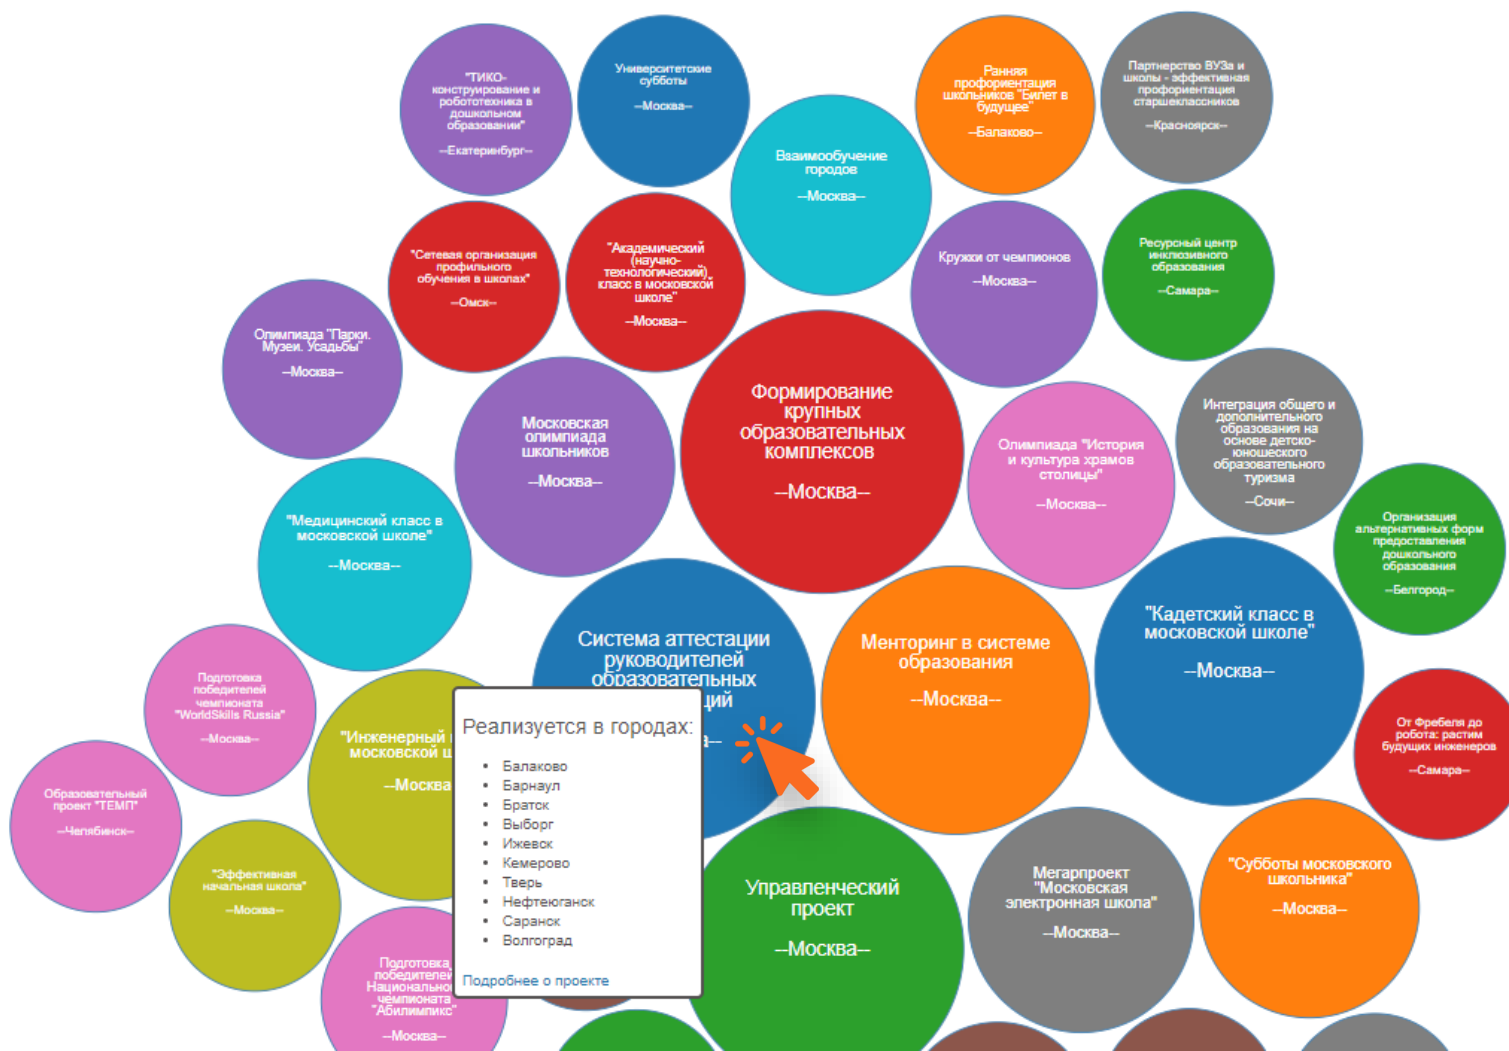 "ТИКО-
конструирование и
робототехника в
дошкольном
образовании"
--Екатеринбург--
Университетские
субботы
--Москва--
Взаимообучение
городов
--Москва--
Ранняя
профориентация
школьников "Билет в
будущее"
--Балаково--
Партнерство ВУЗа и
школы - эффективная
профориентация
старшеклассников
--Красноярск--
"Сетевая организация
профильного
обучения в школах"
--Омск--
"Академический
(научно-
технологический)
класс в московской
школе"
--Москва--
Кружки от чемпионов
--Москва--
Ресурсный центр
инклюзивного
образования
--Самара--
Олимпиада "Парки.
Музеи. Усадьбы"
--Москва--
Московская
олимпиада
школьников
--Москва--
Формирование
крупных
образовательных
комплексов
--Москва--
Олимпиада "История
и культура храмов
столицы"
--Москва--
Интеграция общего и
дополнительного
образования на
основе детско-
юношеского
образовательного
туризма
--Сочи--
"Медицинский класс в
московской школе"
--Москва--
Организация
альтернативных форм
предоставления
дошкольного
образования
--Белгород--
Система аттестации
руководителей
образовательных
Менторинг в системе
образования
--Москва--
"Кадетский класс в
московской школе"
--Москва--
Подготовка
победителей
чемпионата
"WorldSkills Russia"
--Москва--
"Инженерный
московской
--Москва
От Фребеля до
робота: растим
будущих инженеров
--Самара--
Образовательный
проект "ТЕМП"
--Челябинск--
Реализуется в городах:
• Балаково
• Барнаул
• Братск
• Выборг
• Ижевск
• Кемерово
• Тверь
• Нефтеюганск
• Саранск
• Волгоград
Подробнее о проекте
"Эффективная
начальная школа"
--Москва--
Управленческий
проект
--Москва--
Мегарпроект
"Московская
электронная школа"
--Москва--
"Субботы московского
школьника"
--Москва--
Подготовка
победителей
Национально
чемпионата
"Абилимпикс"
--Москва--